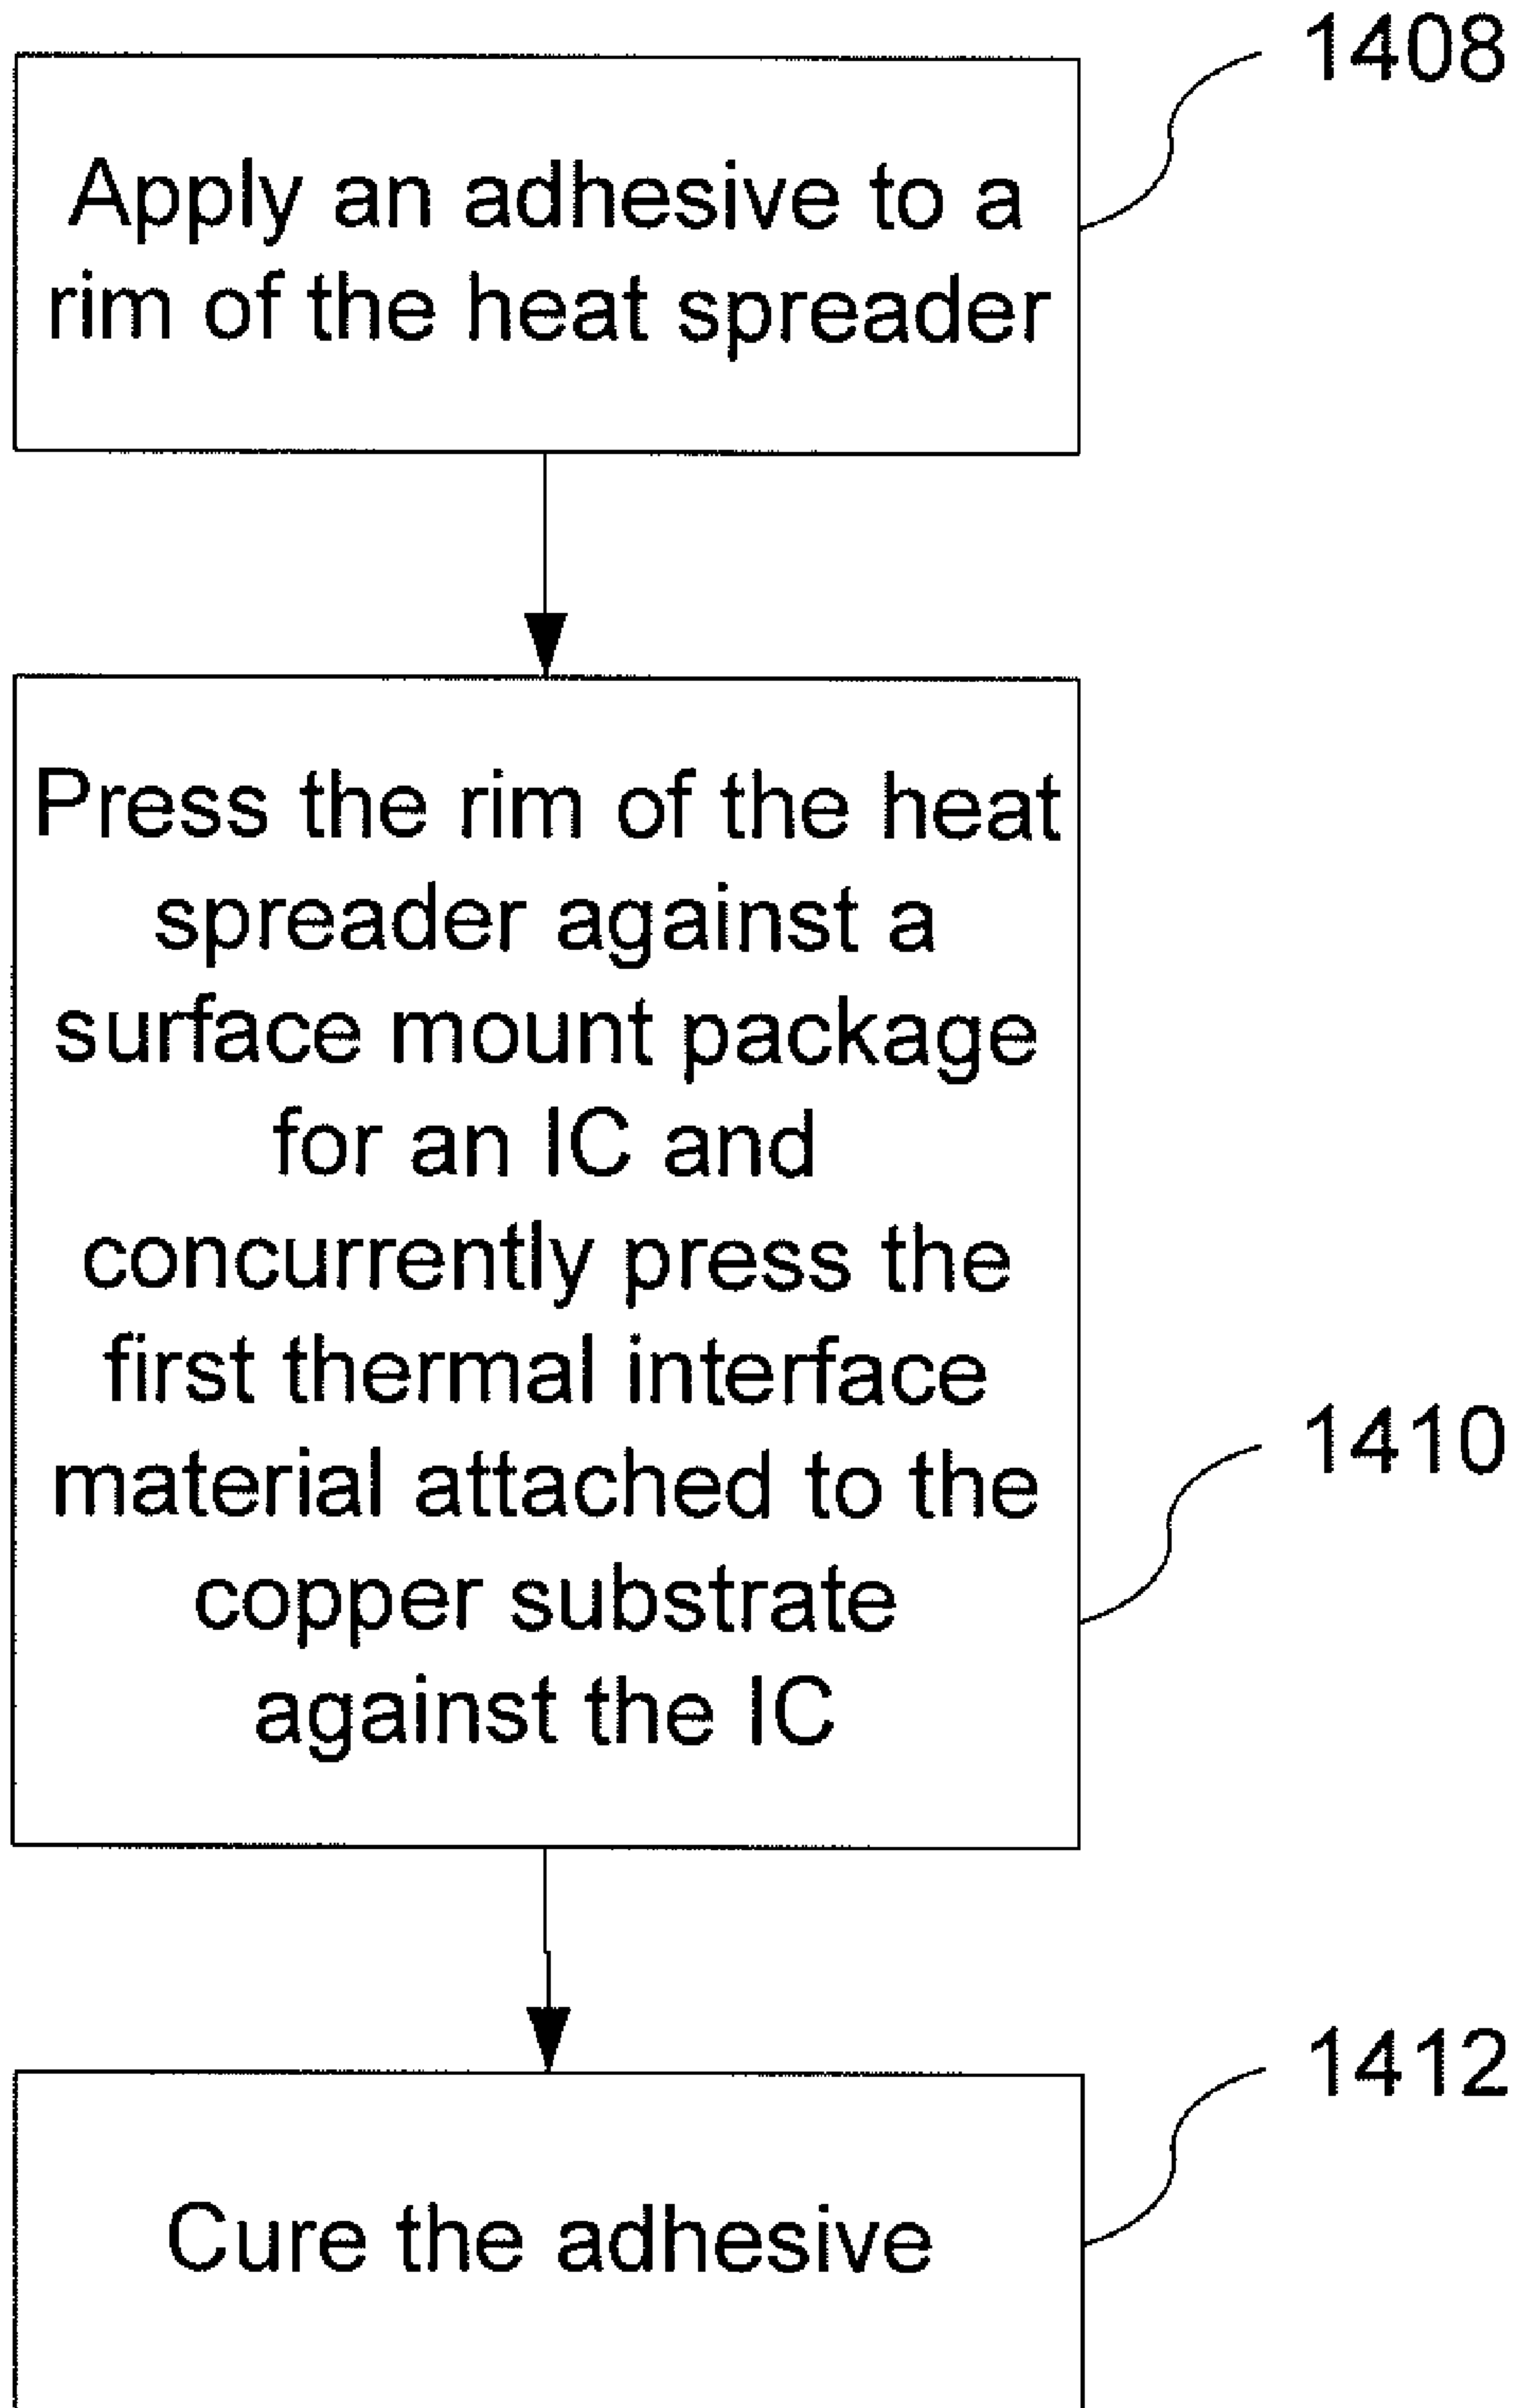 1408
Apply an adhesive to a
rim of the heat spreader
Press the rim of the heat
spreader against a
surface mount package
for an IC and
concurrently press the
first thermal interface
material attached to the
copper substrate
against the IC
1410
1412
Cure the adhesive